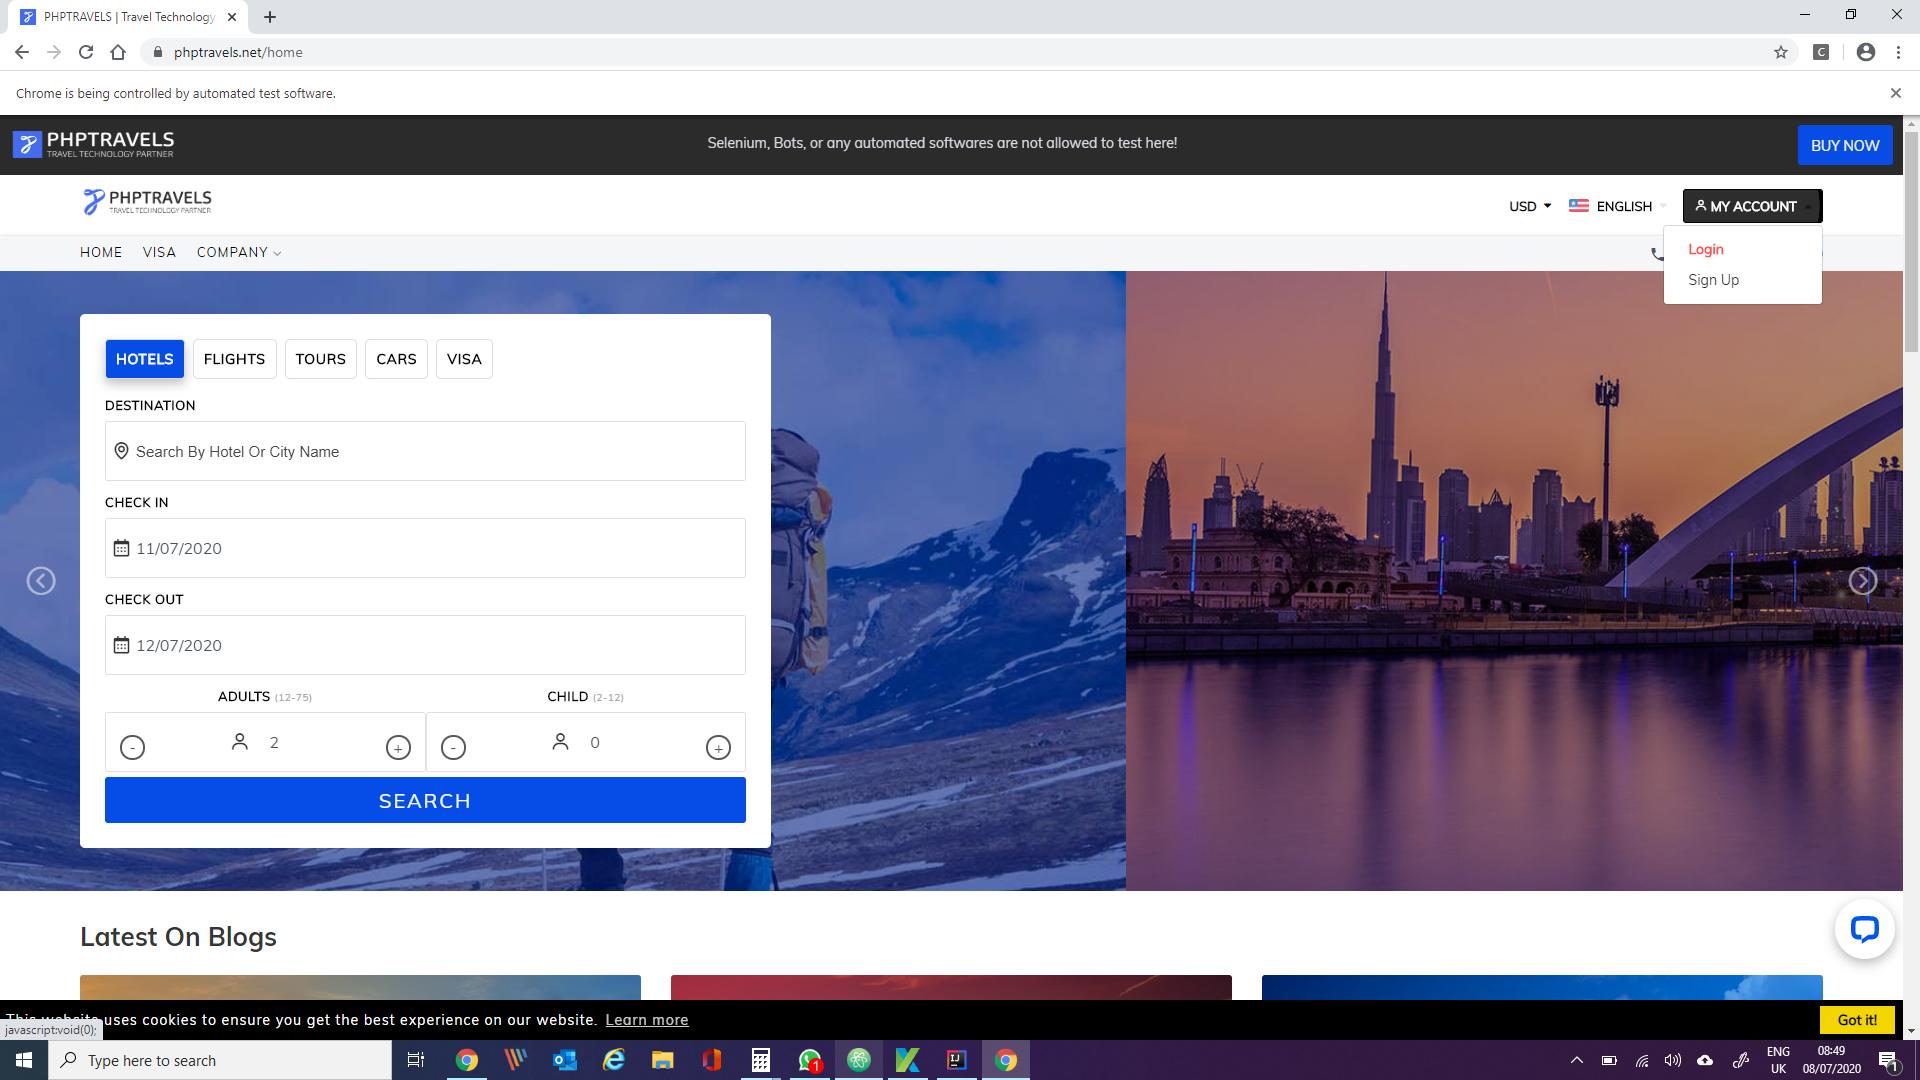 PHPTRAVELS | Travel Technology
phptravels.net/home
Chrome is being controlled by automated test software.
PHPTRAVELS
TRAVEL TECHNOLOGY PARTNER
Selenium, Bots, or any automated softwares are not allowed to test here!
BUY NOW
PHPTRAVELS
TRAVEL TECHNOLOGY PARTNER
USD
ENGLISH
MY ACCOUNT
HOME VISA COMPANY
Login
Sign Up
HOTELS FLIGHTS TOURS CARS VISA
DESTINATION
Search By Hotel Or City Name
CHECK IN
11/07/2020
CHECK OUT
12/07/2020
ADULTS (12-75) CHILD (2-12)
- 2 + - 0 +
SEARCH
Latest On Blogs
uses cookies to ensure you get the best experience on our website. Learn more
Got it!
javascript:void(0);
Type here to search
1
ENG
UK
08:49
08/07/2020
1